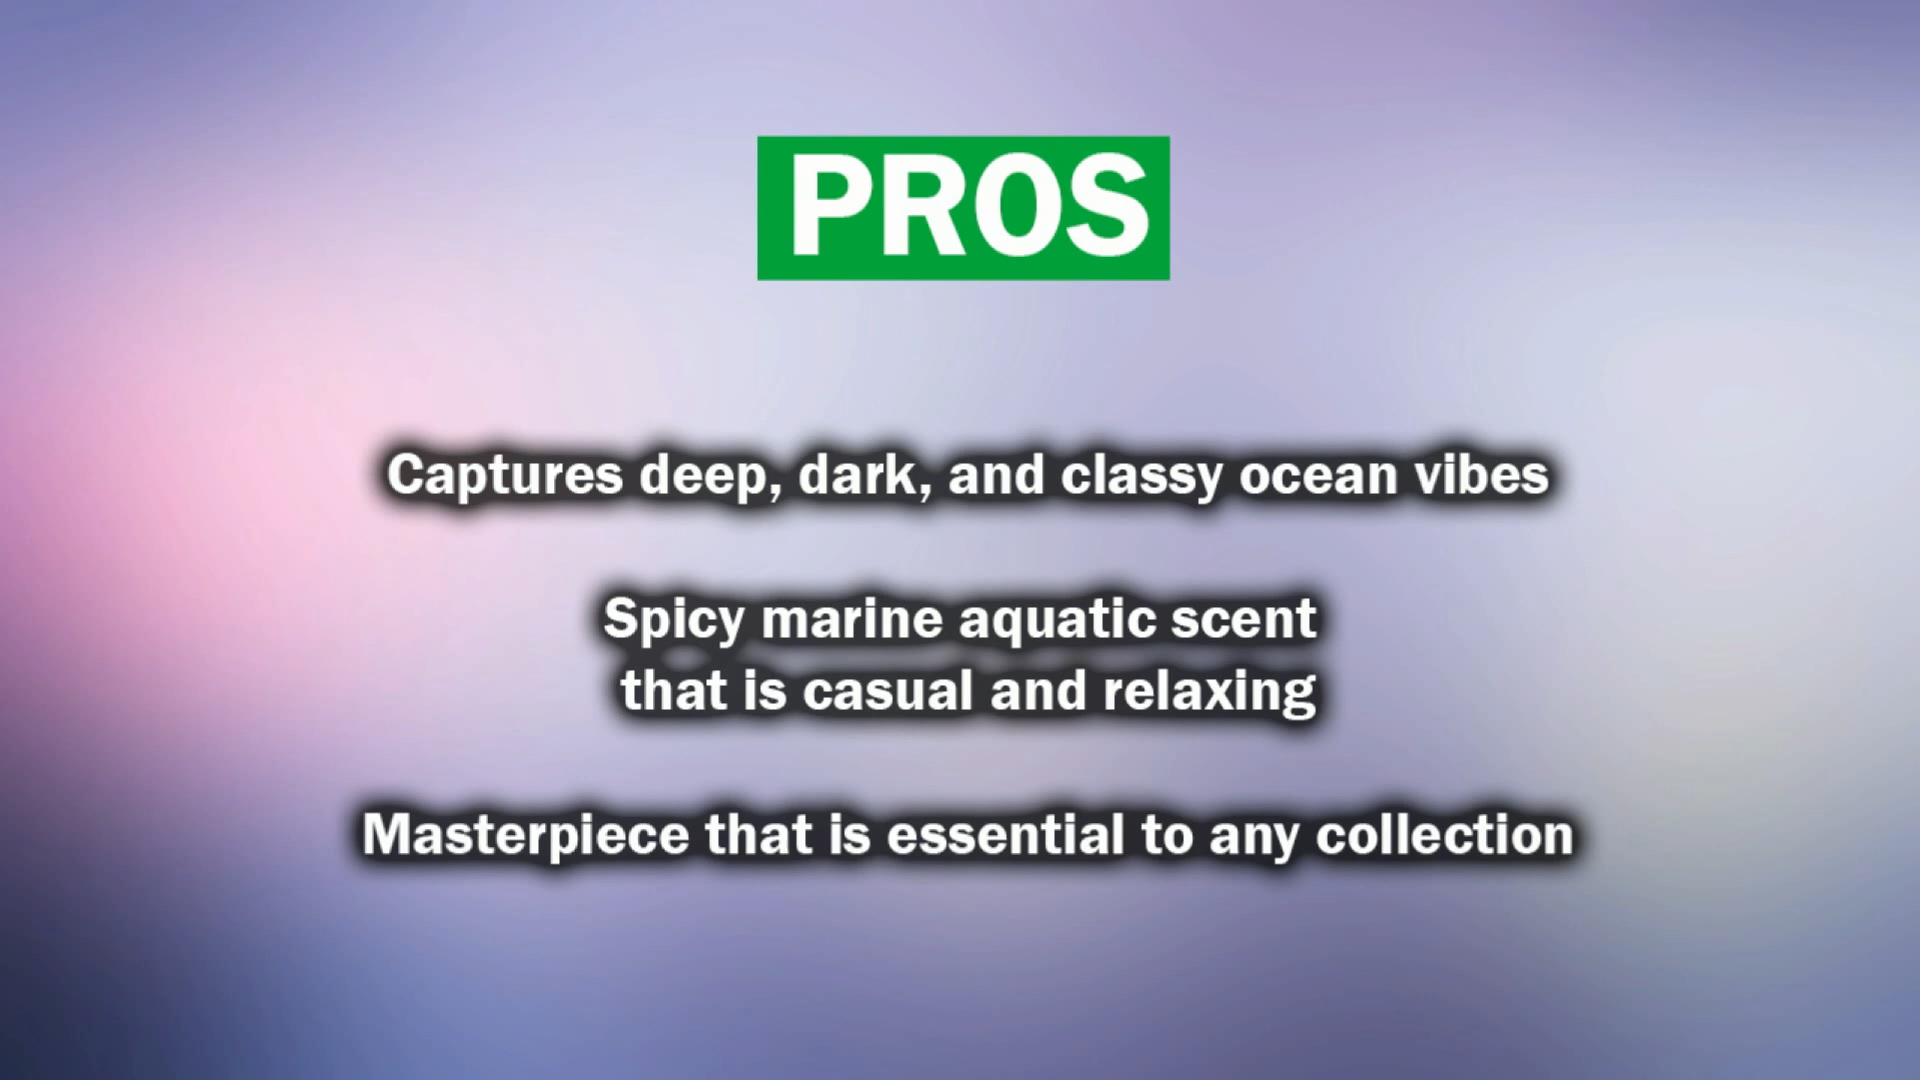 PROS
Captures deep, dark, and classy ocean vibes
Spicy marine aquatic scent
that is casual and relaxing
Masterpiece that is essential to any collection